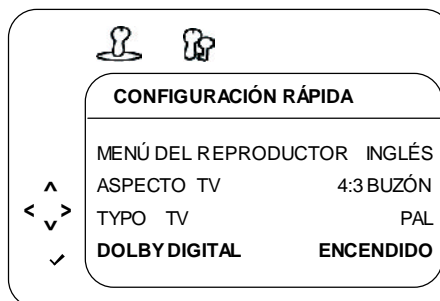 CONFIGURACIÓN RÁPIDA
MENÚ DEL REPRODUCTOR INGLÉS
ASPECTO TV 4:3 BUZÓN
TYPO TV PAL
DOLBY DIGITAL ENCENDIDO